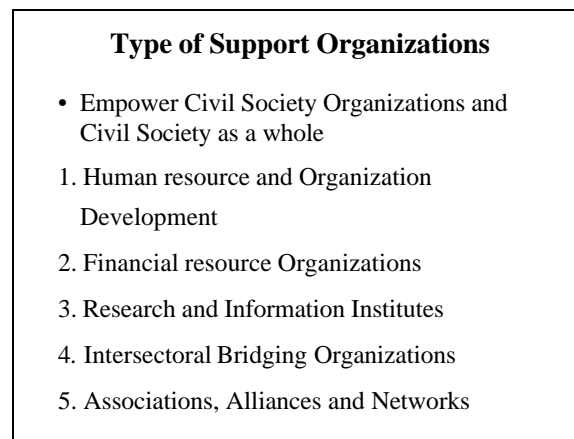 Type of Support Organizations
• Empower Civil Society Organizations and
Civil Society as a whole
1. Human resource and Organization
Development
2. Financial resource Organizations
3. Research and Information Institutes
4. Intersectoral Bridging Organizations
5. Associations, Alliances and Networks